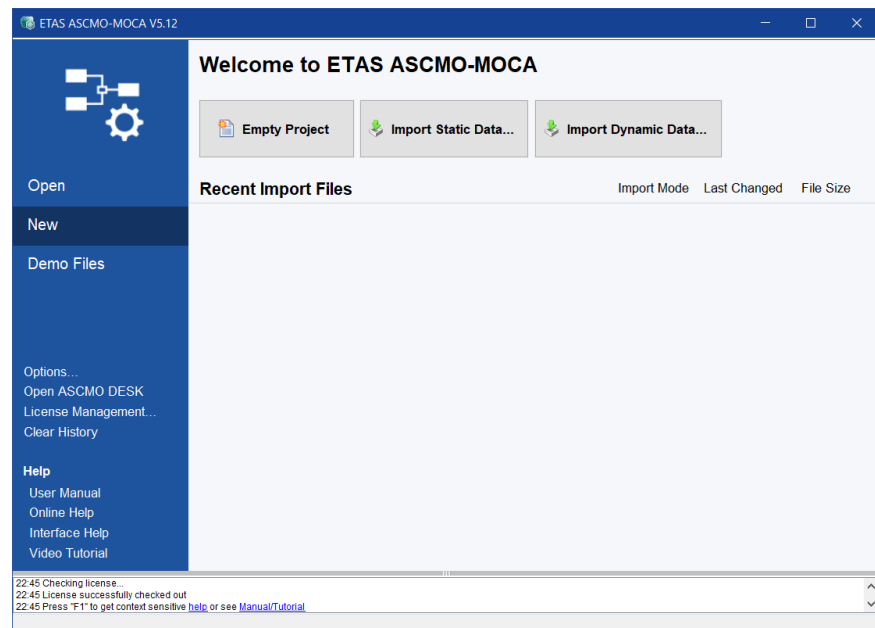 ETAS ASCMO-MOCA V5.12
Welcome to ETAS ASCMO-MOCA
Empty Project
Import Static Data...
Import Dynamic Data...
Open
New
Demo Files
Recent Import Files
Import Mode Last Changed File Size
Options...
Open ASCMO DESK
License Management...
Clear History
Help
User Manual
Online Help
Interface Help
Video Tutorial
22:45 Checking license...
22:45 License successfully checked out
22:45 Press "F1" to get context sensitive help or see Manual/Tutorial